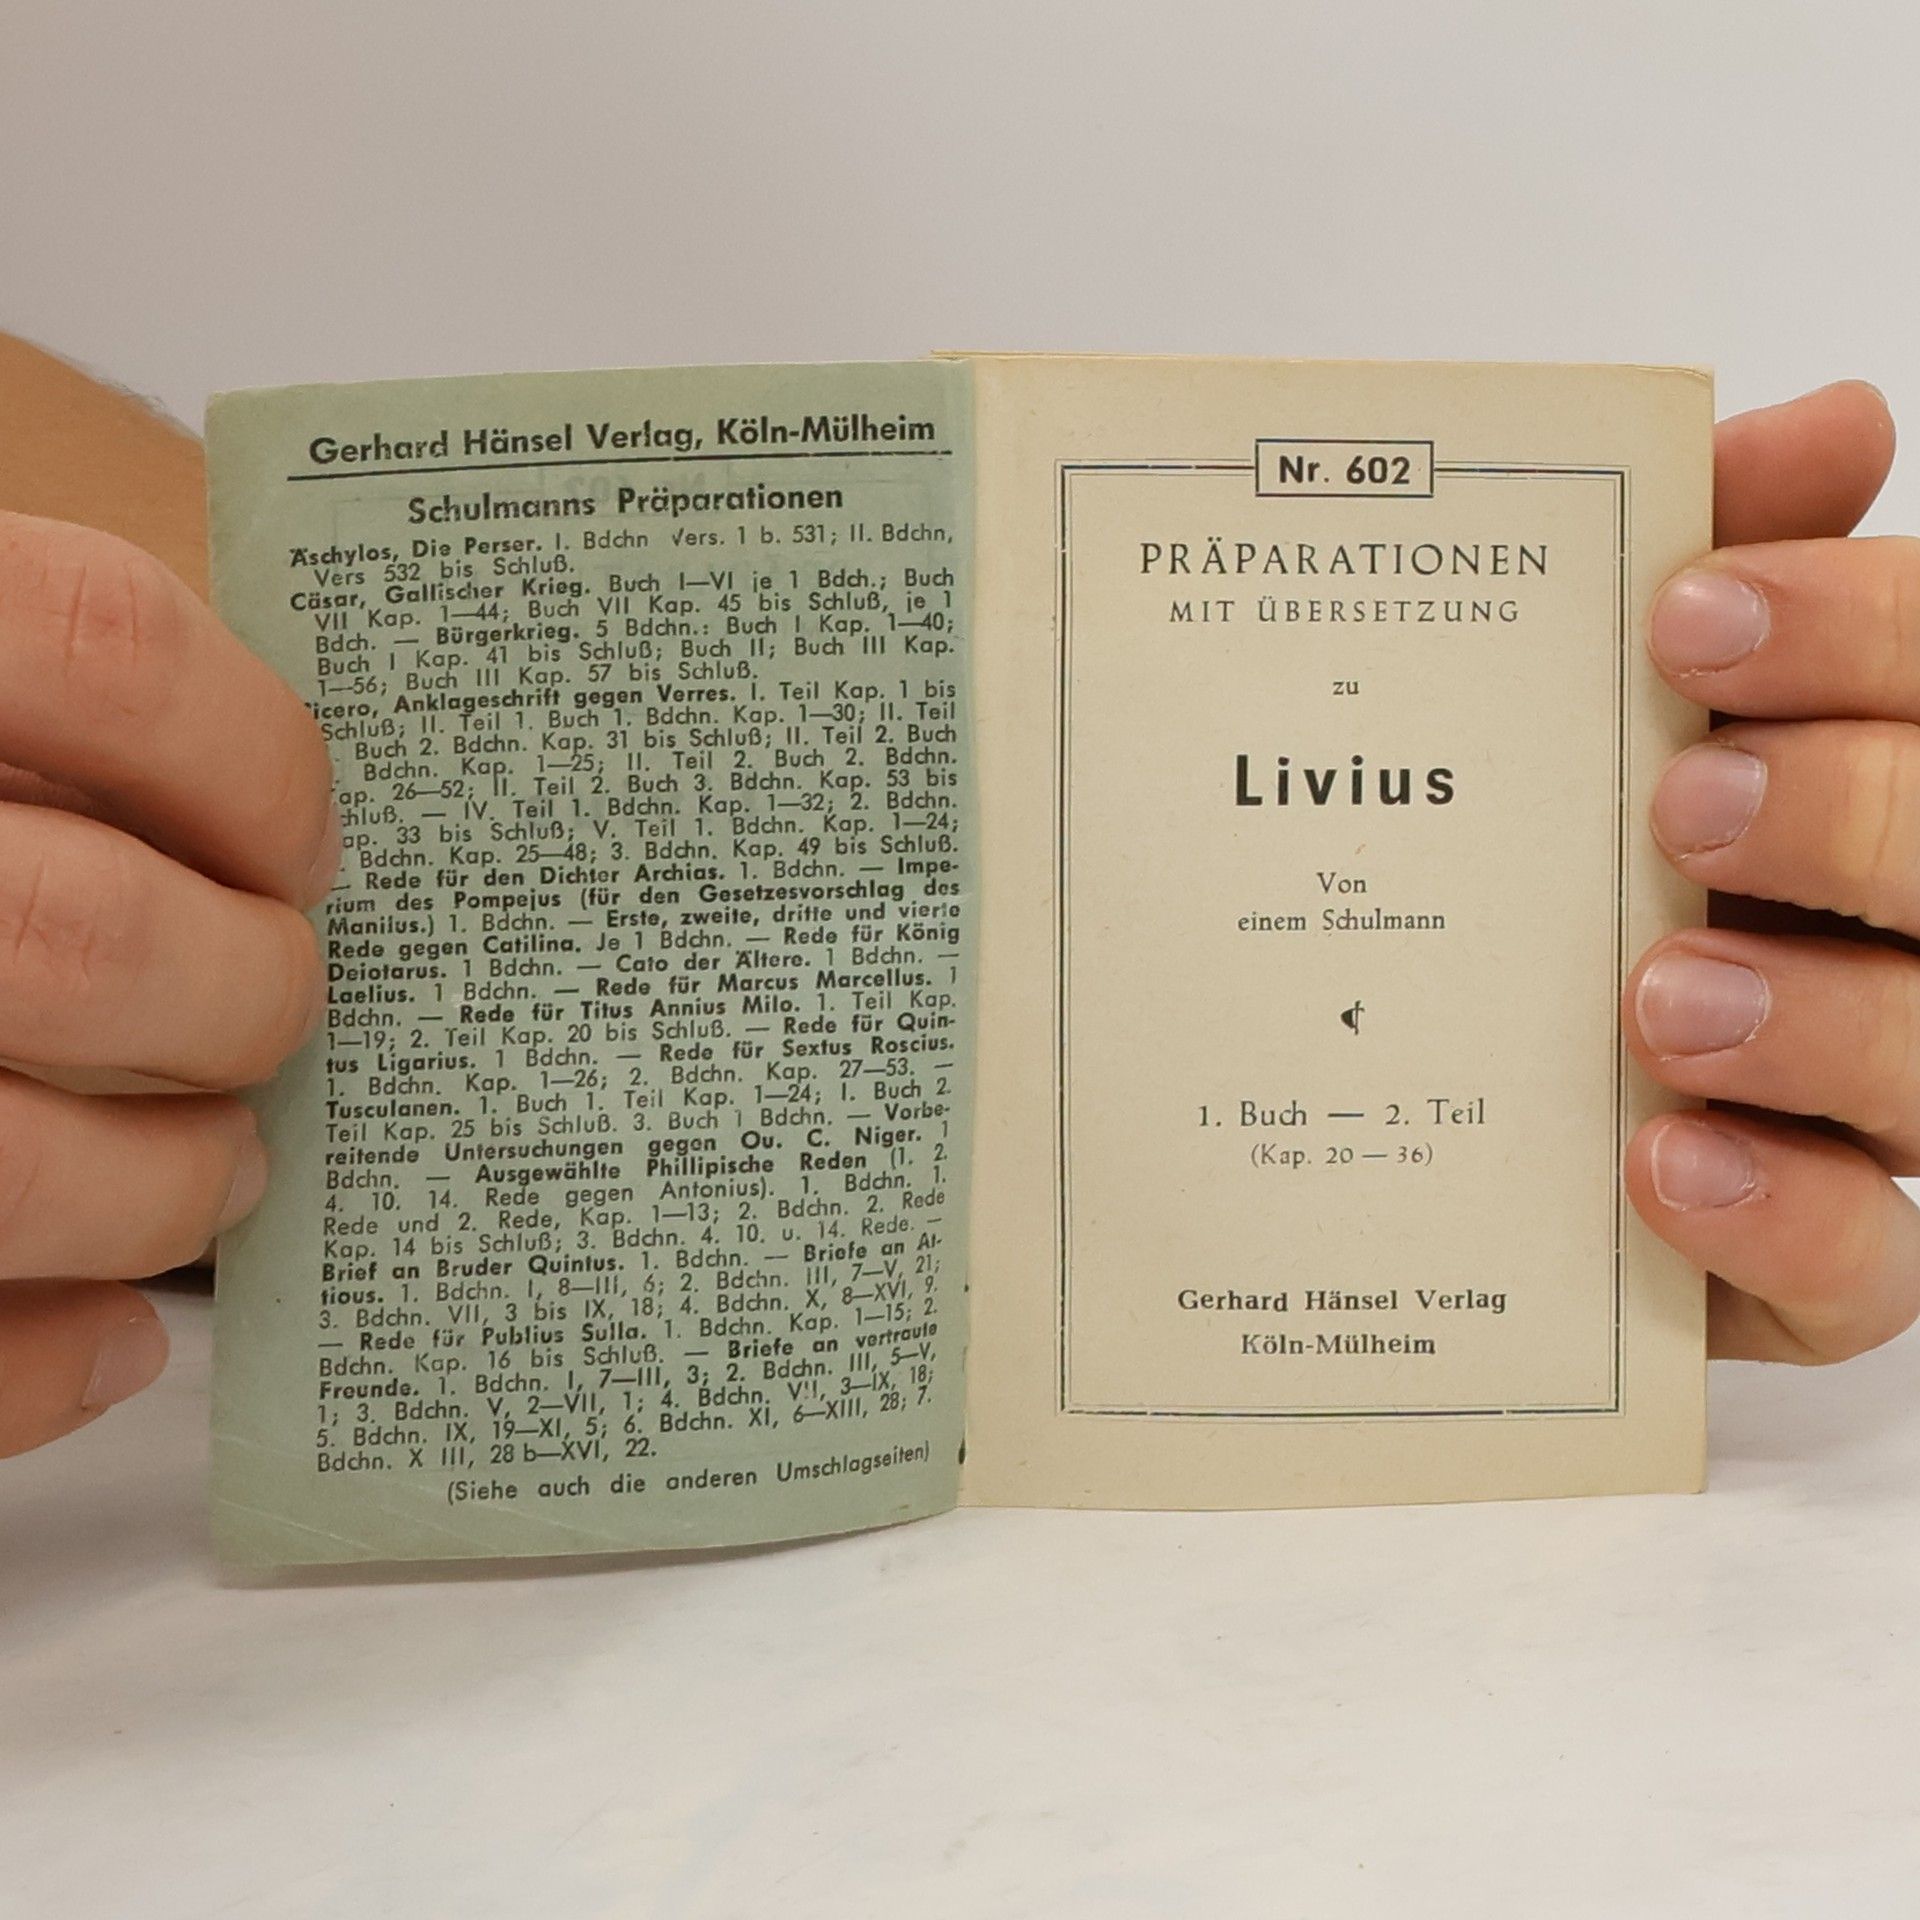 Gerhard Hänsel Verlag, Köln-Mülheim
Schulmanns Präparationen
Äschylos, Die Perser. I. Bdchn Vers. 1 b. 531; II. Bdchn,
Vers 532 bis Schluß.
Cäsar, Gallischer Krieg. Buch I—VI je 1 Bdch.; Buch
VII Kap. 1—44; Buch VII Kap. 45 bis Schluß, je 1
Bdch. — Bürgerkrieg. 5 Bdchn.: Buch I Kap. 1—40;
Buch I Kap. 41 bis Schluß; Buch II; Buch III Kap.
1—56; Buch III Kap. 57 bis Schluß.
icero, Anklageschrift gegen Verres. I. Teil Kap. 1 bis
Schluß; II. Teil 1. Buch 1. Bdchn. Kap. 1—30; II. Teil
Buch 2. Bdchn. Kap. 31 bis Schluß; II. Teil 2. Buch
Bdchn. Kap. 1—25; II. Teil 2. Buch 2. Bdchn.
ap. 26—52; II. Teil 2. Buch 3. Bdchn. Kap. 53 bis
chluß. — IV. Teil 1. Bdchn. Kap. 1—32; 2. Bdchn.
ap. 33 bis Schluß; V. Teil 1. Bdchn. Kap. 1—24;
Bdchn. Kap. 25—48; 3. Bdchn. Kap. 49 bis Schluß.
— Rede für den Dichter Archias. 1. Bdchn. — Impe-
rium des Pompejus (für den Gesetzesvorschlag des
Manilus.) 1. Bdchn. — Erste, zweite, dritte und vierte
Rede gegen Catilina. Je 1 Bdchn. — Rede für König
Deiotarus. 1 Bdchn. — Cato der Ältere. 1 Bdchn. —
Laelius. 1 Bdchn. — Rede für Marcus Marcellus. 1
Bdchn. — Rede für Titus Annius Milo. 1. Teil Kap.
1—19; 2. Teil Kap. 20 bis Schluß. — Rede für Quin-
tus Ligarius. 1 Bdchn. — Rede für Sextus Roscius.
1. Bdchn. Kap. 1—26; 2. Bdchn. Kap. 27—53. —
Tusculanen. 1. Buch 1. Teil Kap. 1—24; I. Buch 2.
Teil Kap. 25 bis Schluß. 3. Buch 1 Bdchn. — Vorbe-
reitende Untersuchungen gegen Qu. C. Niger. 1
Bdchn. — Ausgewählte Phillipische Reden (1. 2.
4. 10. 14. Rede gegen Antonius). 1. Bdchn. 1.
Rede und 2. Rede, Kap. 1—13; 2. Bdchn. 2. Rede
Kap. 14 bis Schluß; 3. Bdchn. 4. 10. u. 14. Rede. —
Brief an Bruder Quintus. 1. Bdchn. — Briefe an At-
tious. 1. Bdchn. I, 8—III, 6; 2. Bdchn. III, 7—V, 21;
3. Bdchn. VII, 3 bis IX, 18; 4. Bdchn. X, 8—XVI, 9.
— Rede für Publius Sulla. 1. Bdchn. Kap. 1—15; 2.
Bdchn. Kap. 16 bis Schluß. — Briefe an vertraute
Freunde. 1. Bdchn. I, 7—III, 3; 2. Bdchn. III, 5—V,
1; 3. Bdchn. V, 2—VII, 1; 4. Bdchn. VII, 3—IX, 18;
5. Bdchn. IX, 19—XI, 5; 6. Bdchn. XI, 6—XIII, 28; 7.
Bdchn. X III, 28 b—XVI, 22.
(Siehe auch die anderen Umschlagseiten)
Nr. 602
PRÄPARATIONEN
MIT ÜBERSETZUNG
zu
Livius
Von
einem Schulmann
1. Buch — 2. Teil
(Kap. 20 — 36)
Gerhard Hänsel Verlag
Köln-Mülheim